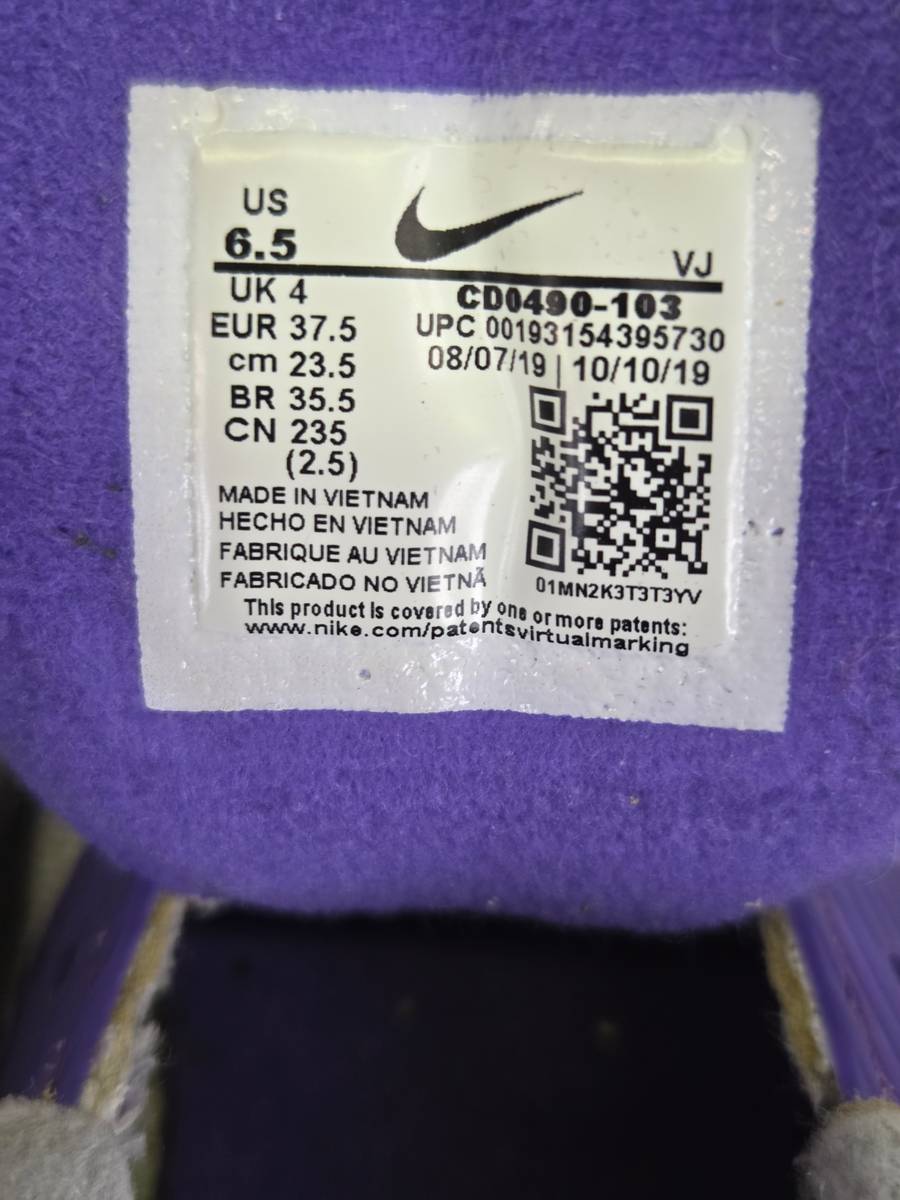 US
6.5
VJ
UK 4
CD0490-103
EUR 37.5
UPC 00193154395730
cm 23.5
08/07/19 | 10/10/19
BR 35.5
CN 235
(2.5)
MADE IN VIETNAM
HECHO EN VIETNAM
FABRIQUE AU VIETNAM
FABRICADO NO VIETNÃ
01MN2K3T3T3YV
This product is covered by one or more patents:
www.nike.com/patentsvirtualmarking